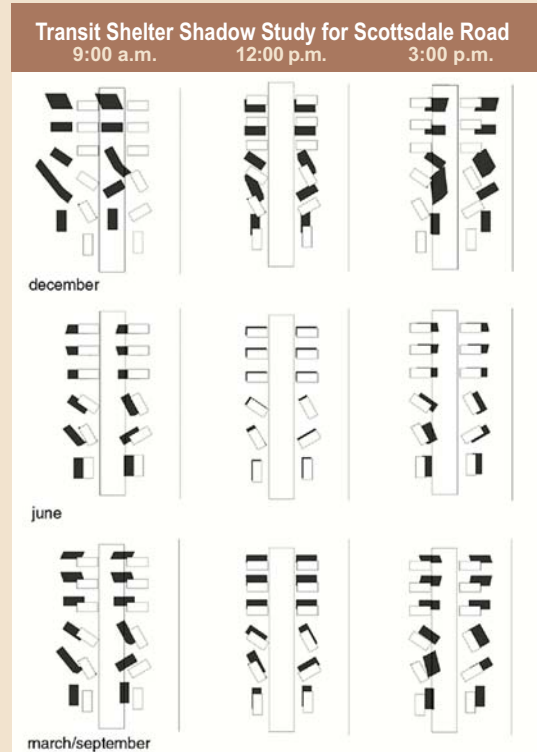 Transit Shelter Shadow Study for Scottsdale Road
9:00 a.m. 12:00 p.m. 3:00 p.m.
december
june
march/september